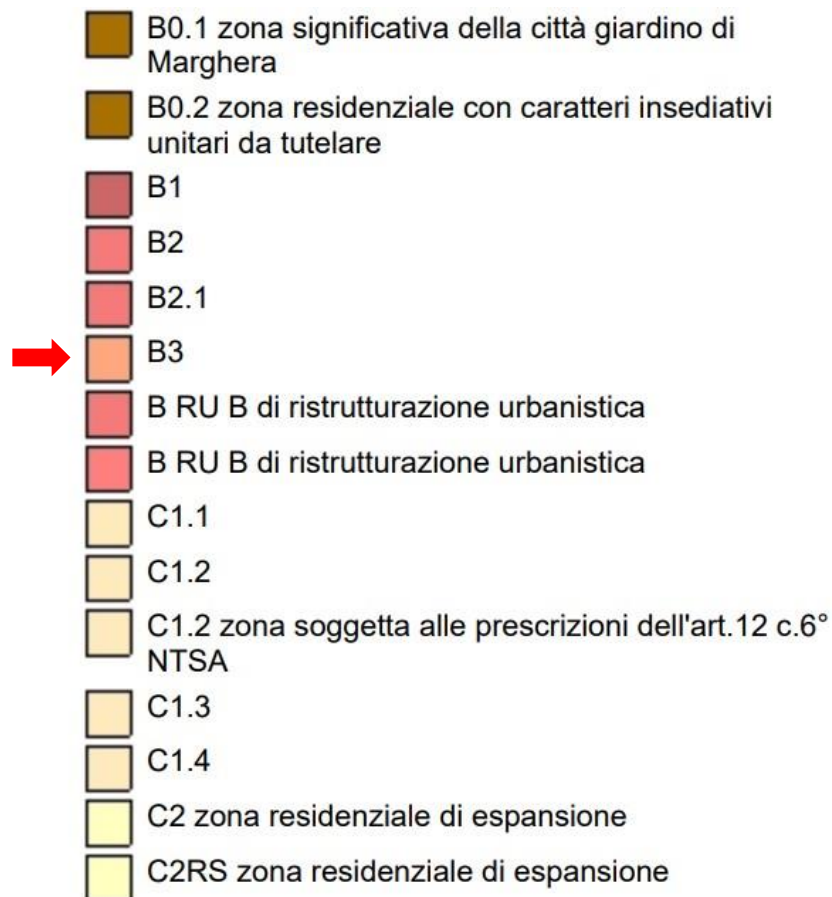 B0.1 zona significativa della città giardino di
Marghera
B0.2 zona residenziale con caratteri insediativi
unitari da tutelare
B1
B2
B2.1
B3
B RU B di ristrutturazione urbanistica
B RU B di ristrutturazione urbanistica
C1.1
C1.2
C1.2 zona soggetta alle prescrizioni dell'art.12 c.6°
NTSA
C1.3
C1.4
C2 zona residenziale di espansione
C2RS zona residenziale di espansione